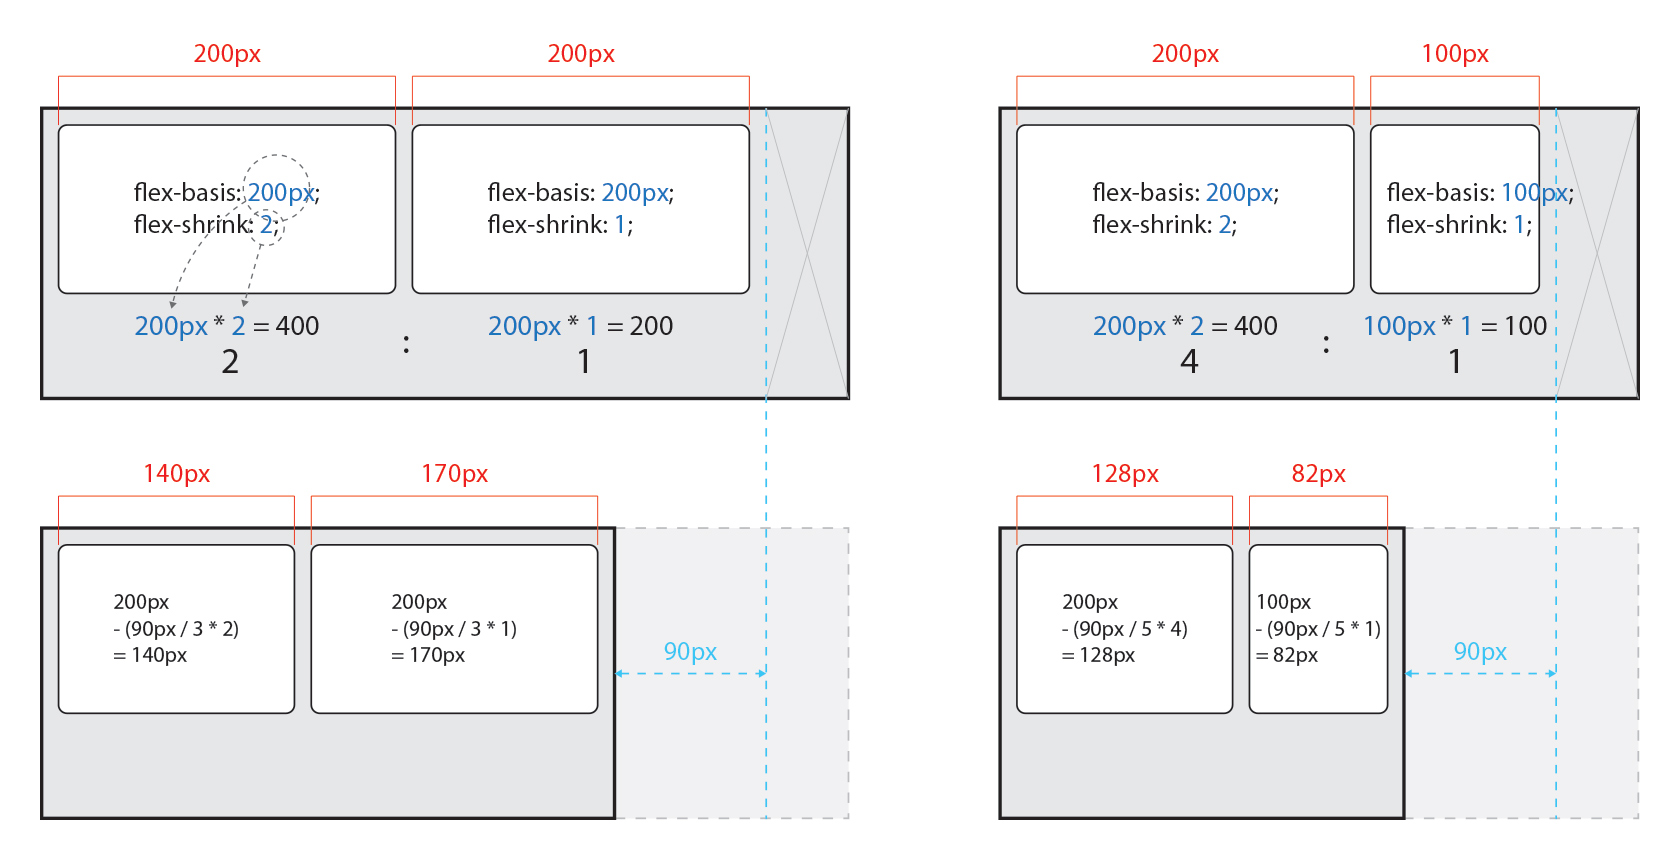 200px
200px
flex-basis: 200px;
flex-shrink: 2;
flex-basis: 200px;
flex-shrink: 1;
200px * 2 = 400
2
:
200px * 1 = 200
1
200px
100px
flex-basis: 200px;
flex-shrink: 2;
flex-basis: 100px;
flex-shrink: 1;
200px * 2 = 400
4
:
100px * 1 = 100
1
140px
170px
200px
- (90px / 3 * 2)
= 140px
200px
- (90px / 3 * 1)
= 170px
90px
128px
82px
200px
- (90px / 5 * 4)
= 128px
100px
- (90px / 5 * 1)
= 82px
90px